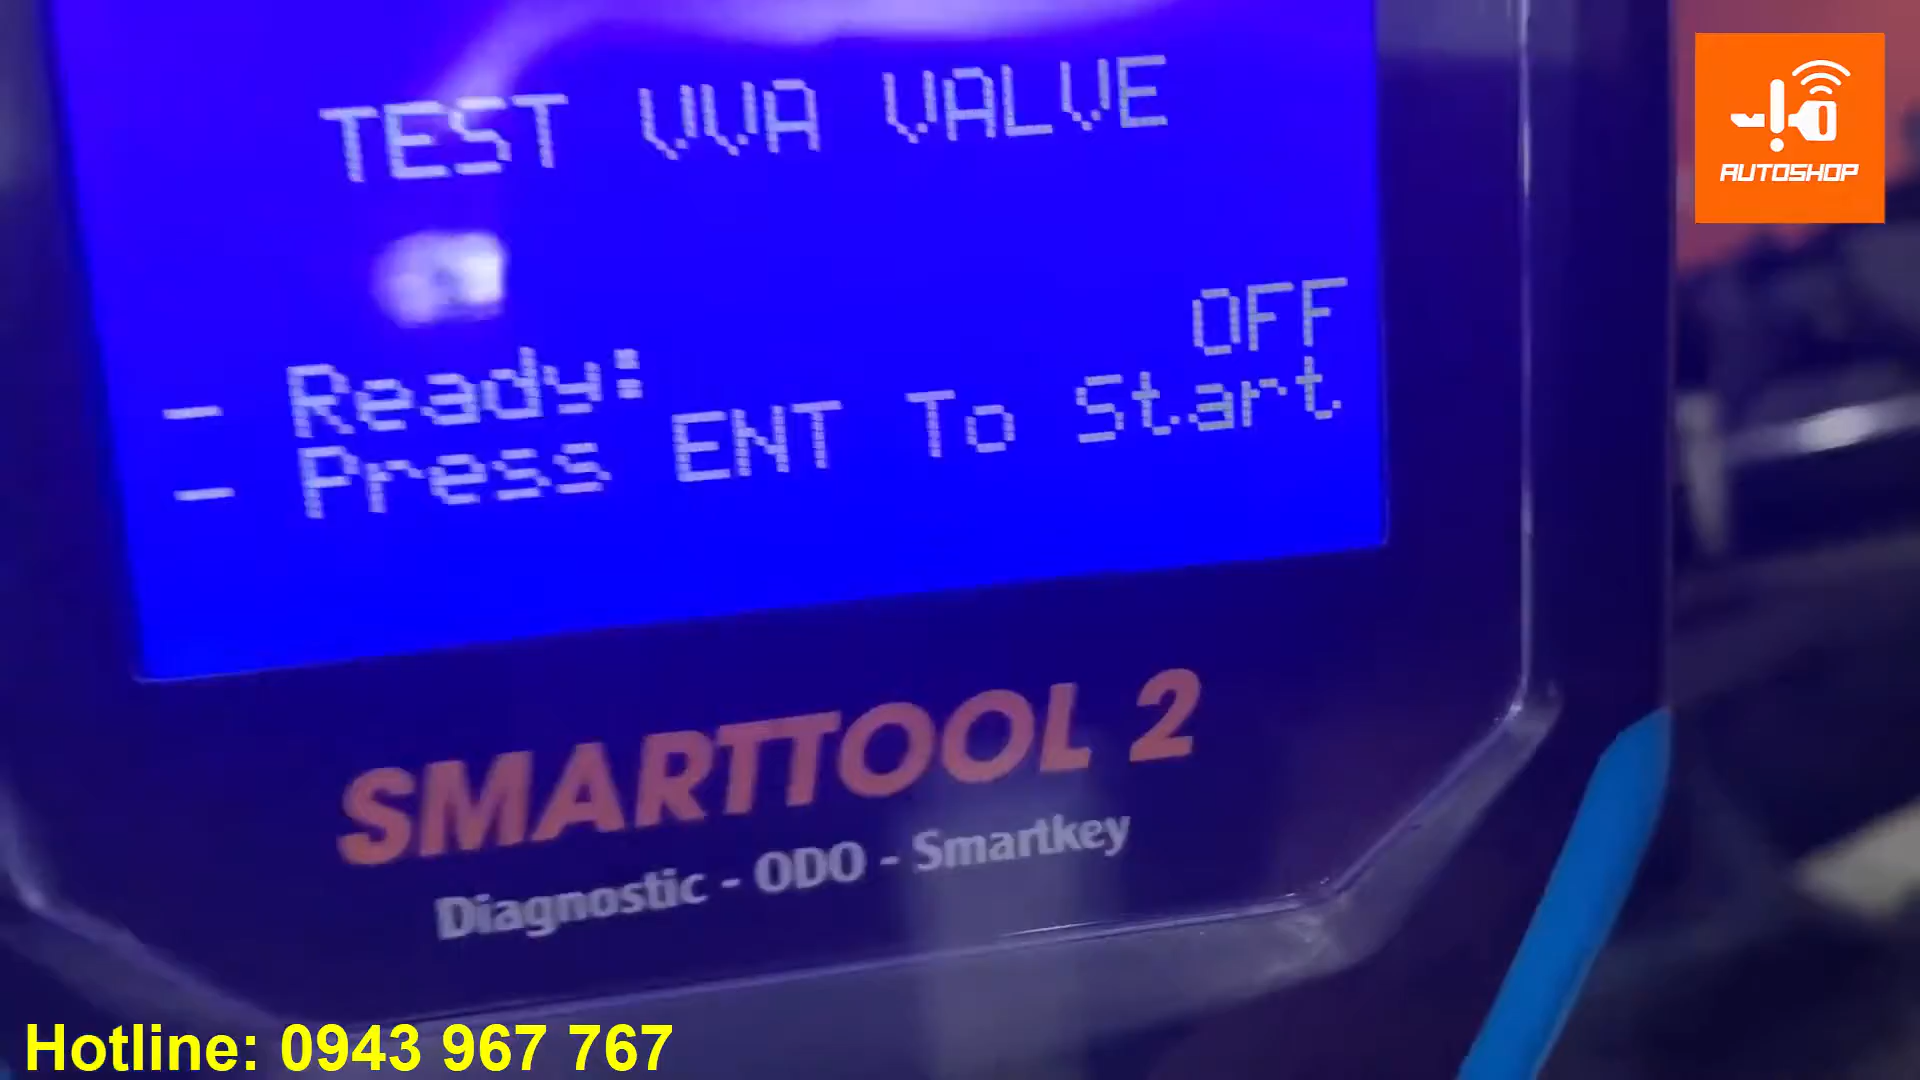 TEST VVA VALVE
- Ready: OFF
- Press ENT To Start
SMARTTOOL 2
Diagnostic - ODO - Smartkey
AUTOSHOP
Hotline: 0943 967 767